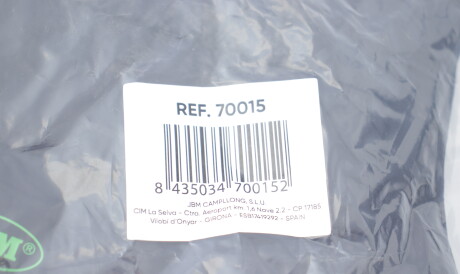 REF. 70015
8 435034 700152
JBM CAMPLLONG, S.L.U.
CIM La Selva - Ctra. Aeroport km. 1,6 Nave 2.2 - CP 17185
Vilobí d'Onyar - GIRONA - ESB17419292 - SPAIN
M®